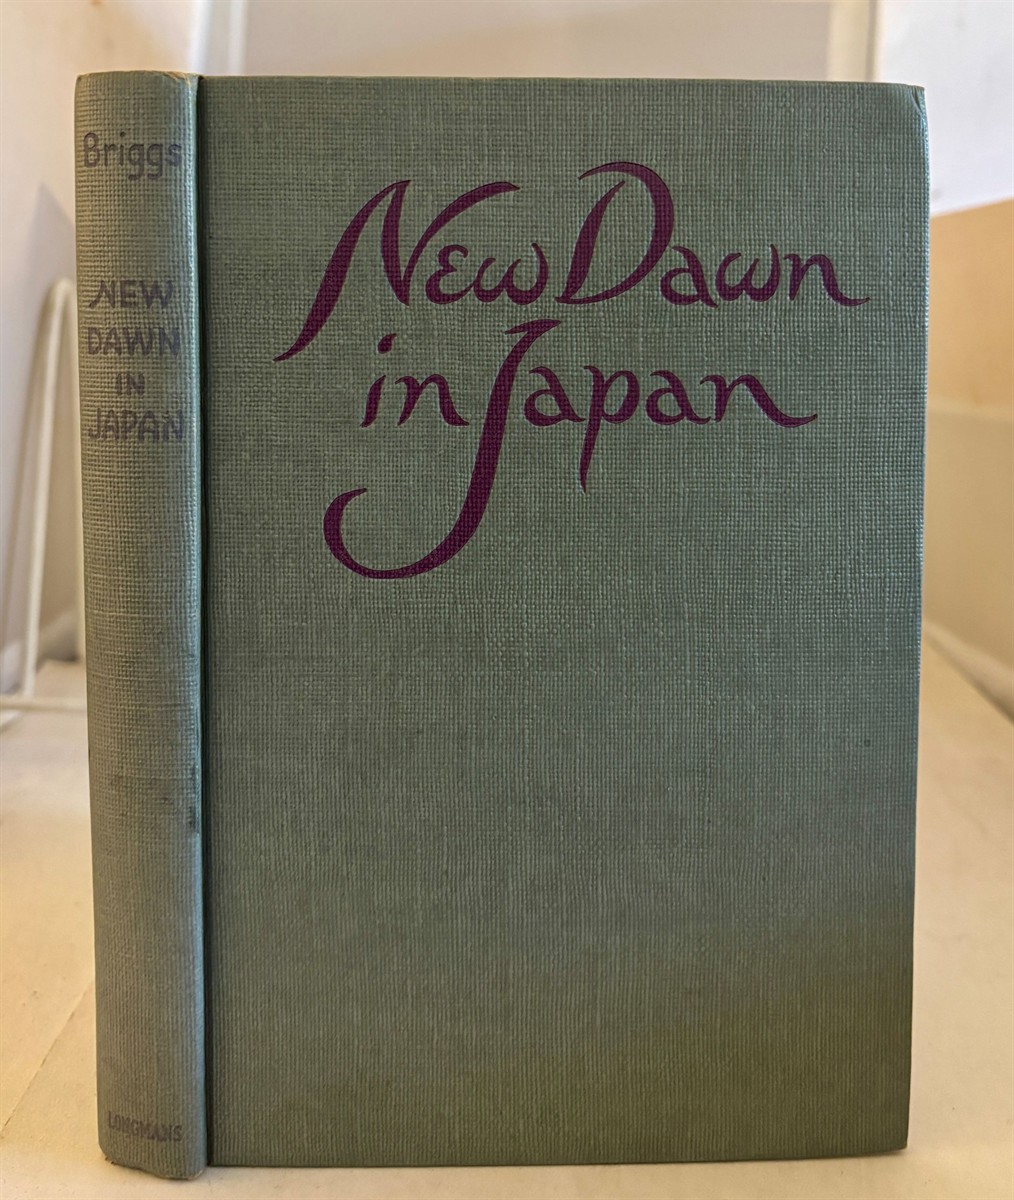 Briggs
NEW
DAWN
IN
JAPAN
LONGMANS
New Dawn
in Japan